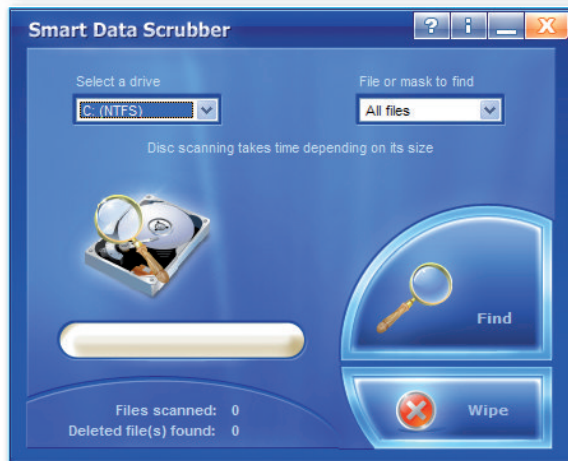 Smart Data Scrubber
? i X
Select a drive File or mask to find
C: (NTFS) All files
Disc scanning takes time depending on its size
Find
Wipe
Files scanned: 0
Deleted file(s) found: 0